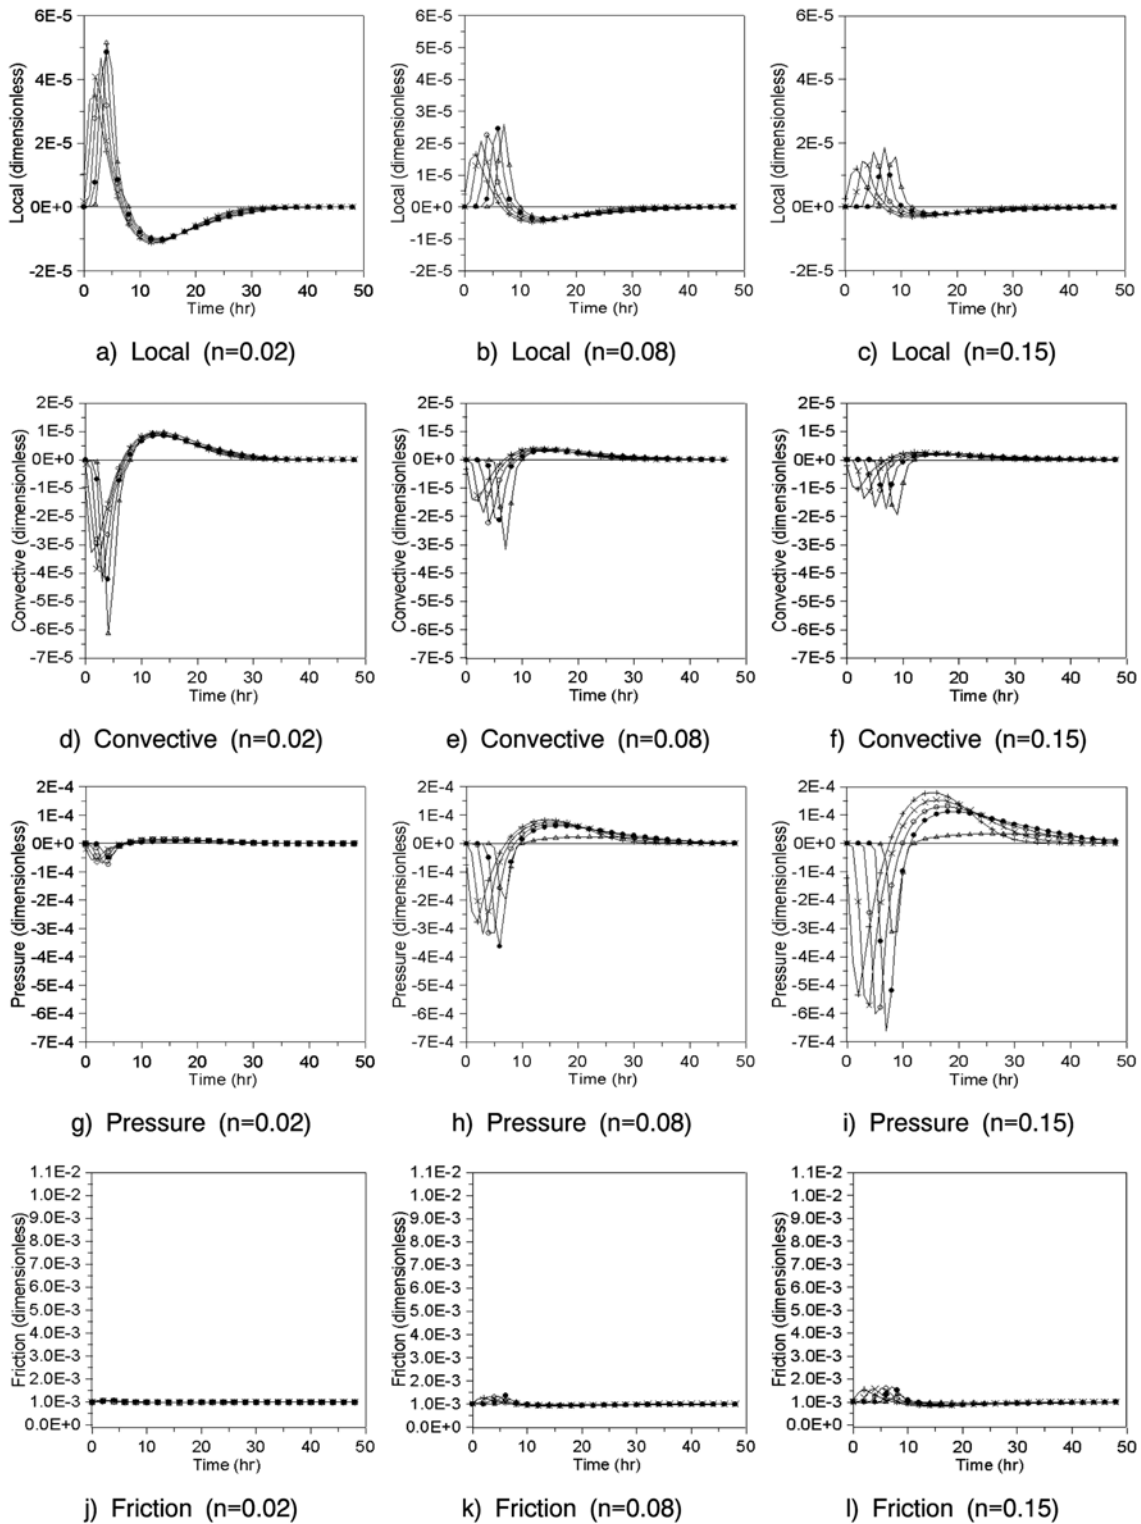 6E-5
4E-5
2E-5
0E+0
-2E-5
Local (dimensionless)
0 10 20 30 40 50
Time (hr)
a) Local (n=0.02)
6E-5
5E-5
4E-5
3E-5
2E-5
1E-5
0E+0
-1E-5
-2E-5
Local (dimensionless)
0 10 20 30 40 50
Time (hr)
b) Local (n=0.08)
6E-5
4E-5
2E-5
0E+0
-2E-5
Local (dimensionless)
0 10 20 30 40 50
Time (hr)
c) Local (n=0.15)
2E-5
1E-5
0E+0
-1E-5
-2E-5
-3E-5
-4E-5
-5E-5
-6E-5
-7E-5
Convective (dimensionless)
0 10 20 30 40 50
Time (hr)
d) Convective (n=0.02)
2E-5
1E-5
0E+0
-1E-5
-2E-5
-3E-5
-4E-5
-5E-5
-6E-5
-7E-5
Convective (dimensionless)
0 10 20 30 40 50
Time (hr)
e) Convective (n=0.08)
2E-5
1E-5
0E+0
-1E-5
-2E-5
-3E-5
-4E-5
-5E-5
-6E-5
-7E-5
Convective (dimensionless)
0 10 20 30 40 50
Time (hr)
f) Convective (n=0.15)
2E-4
1E-4
0E+0
-1E-4
-2E-4
-3E-4
-4E-4
-5E-4
-6E-4
-7E-4
Pressure (dimensionless)
0 10 20 30 40 50
Time (hr)
g) Pressure (n=0.02)
2E-4
1E-4
0E+0
-1E-4
-2E-4
-3E-4
-4E-4
-5E-4
-6E-4
-7E-4
Pressure (dimensionless)
0 10 20 30 40 50
Time (hr)
h) Pressure (n=0.08)
2E-4
1E-4
0E+0
-1E-4
-2E-4
-3E-4
-4E-4
-5E-4
-6E-4
-7E-4
Pressure (dimensionless)
0 10 20 30 40 50
Time (hr)
i) Pressure (n=0.15)
1.1E-2
1.0E-2
9.0E-3
8.0E-3
7.0E-3
6.0E-3
5.0E-3
4.0E-3
3.0E-3
2.0E-3
1.0E-3
0.0E+0
Friction (dimensionless)
0 10 20 30 40 50
Time (hr)
j) Friction (n=0.02)
1.1E-2
1.0E-2
9.0E-3
8.0E-3
7.0E-3
6.0E-3
5.0E-3
4.0E-3
3.0E-3
2.0E-3
1.0E-3
0.0E+0
Friction (dimensionless)
0 10 20 30 40 50
Time (hr)
k) Friction (n=0.08)
1.1E-2
1.0E-2
9.0E-3
8.0E-3
7.0E-3
6.0E-3
5.0E-3
4.0E-3
3.0E-3
2.0E-3
1.0E-3
0.0E+0
Friction (dimensionless)
0 10 20 30 40 50
Time (hr)
l) Friction (n=0.15)